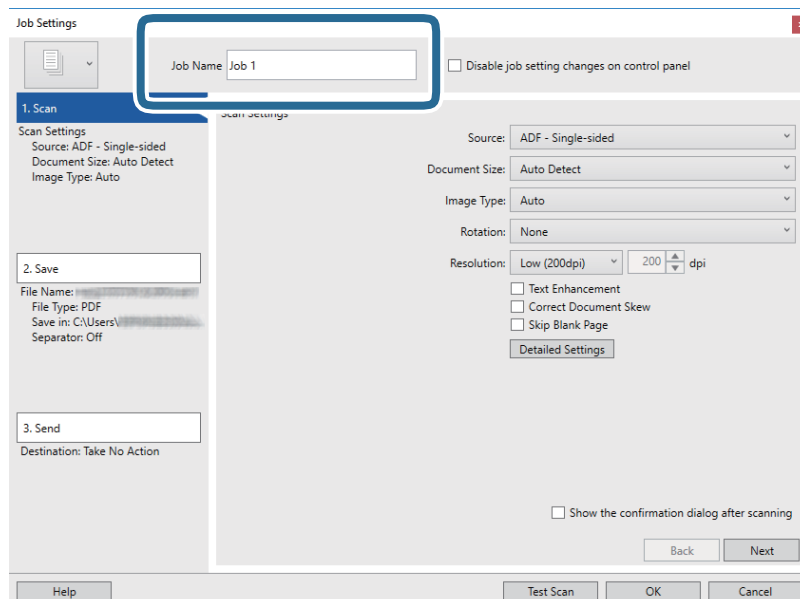 Job Settings
Job Name Job 1
Disable job setting changes on control panel
1. Scan
Scan Settings
Source: ADF - Single-sided
Document Size: Auto Detect
Image Type: Auto
2. Save
File Name:
File Type: PDF
Save in: C:\Users\
Separator: Off
3. Send
Destination: Take No Action
Scan Settings
Source: ADF - Single-sided
Document Size: Auto Detect
Image Type: Auto
Rotation: None
Resolution: Low (200dpi) 200 dpi
Text Enhancement
Correct Document Skew
Skip Blank Page
Detailed Settings
Show the confirmation dialog after scanning
Back Next
Help Test Scan OK Cancel